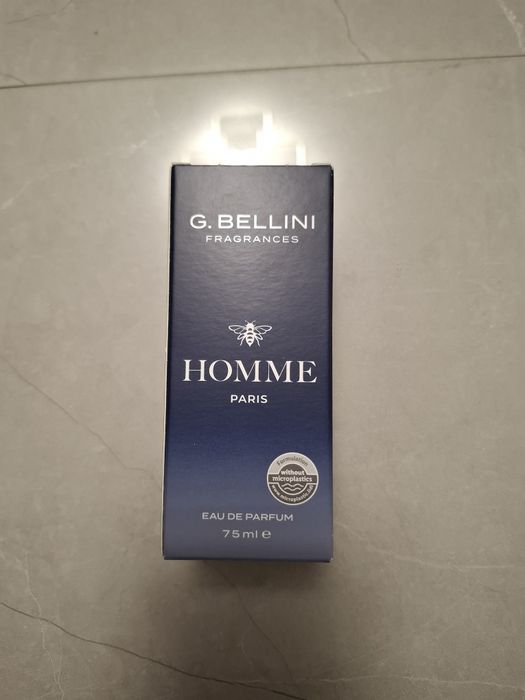 G. BELLINI
FRAGRANCES
HOMME
PARIS
Formulation
without
microplastics
EAU DE PARFUM
75ml e